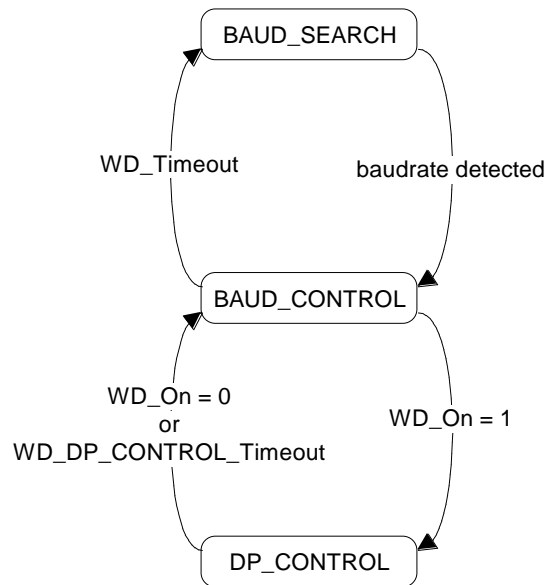 BAUD_SEARCH
WD_Timeout
baudrate detected
BAUD_CONTROL
WD_On = 0
or
WD_DP_CONTROL_Timeout
WD_On = 1
DP_CONTROL